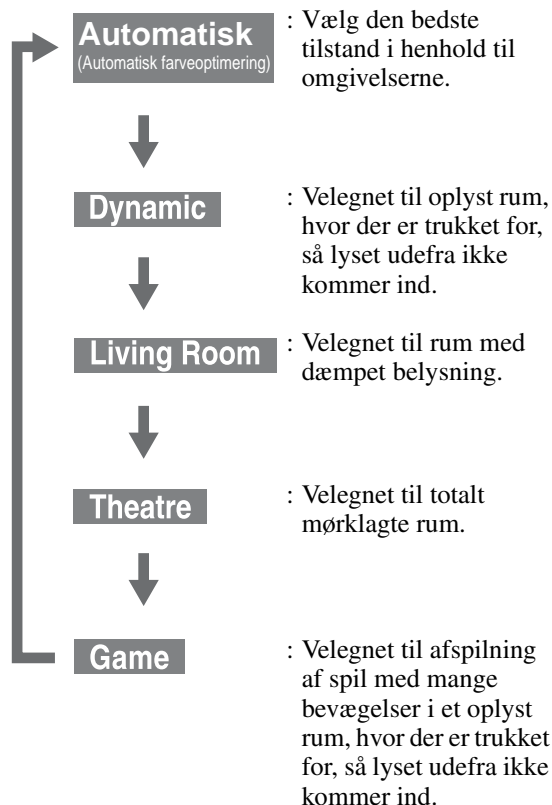 Automatisk
(Automatisk farveoptimering)
: Vælg den bedste
tilstand i henhold til
omgivelserne.
Dynamic
: Velegnet til oplyst rum,
hvor der er trukket for,
så lyset udefra ikke
kommer ind.
Living Room
: Velegnet til rum med
dæmpet belysning.
Theatre
: Velegnet til totalt
mørklagte rum.
Game
: Velegnet til afspilning
af spil med mange
bevægelser i et oplyst
rum, hvor der er trukket
for, så lyset udefra ikke
kommer ind.